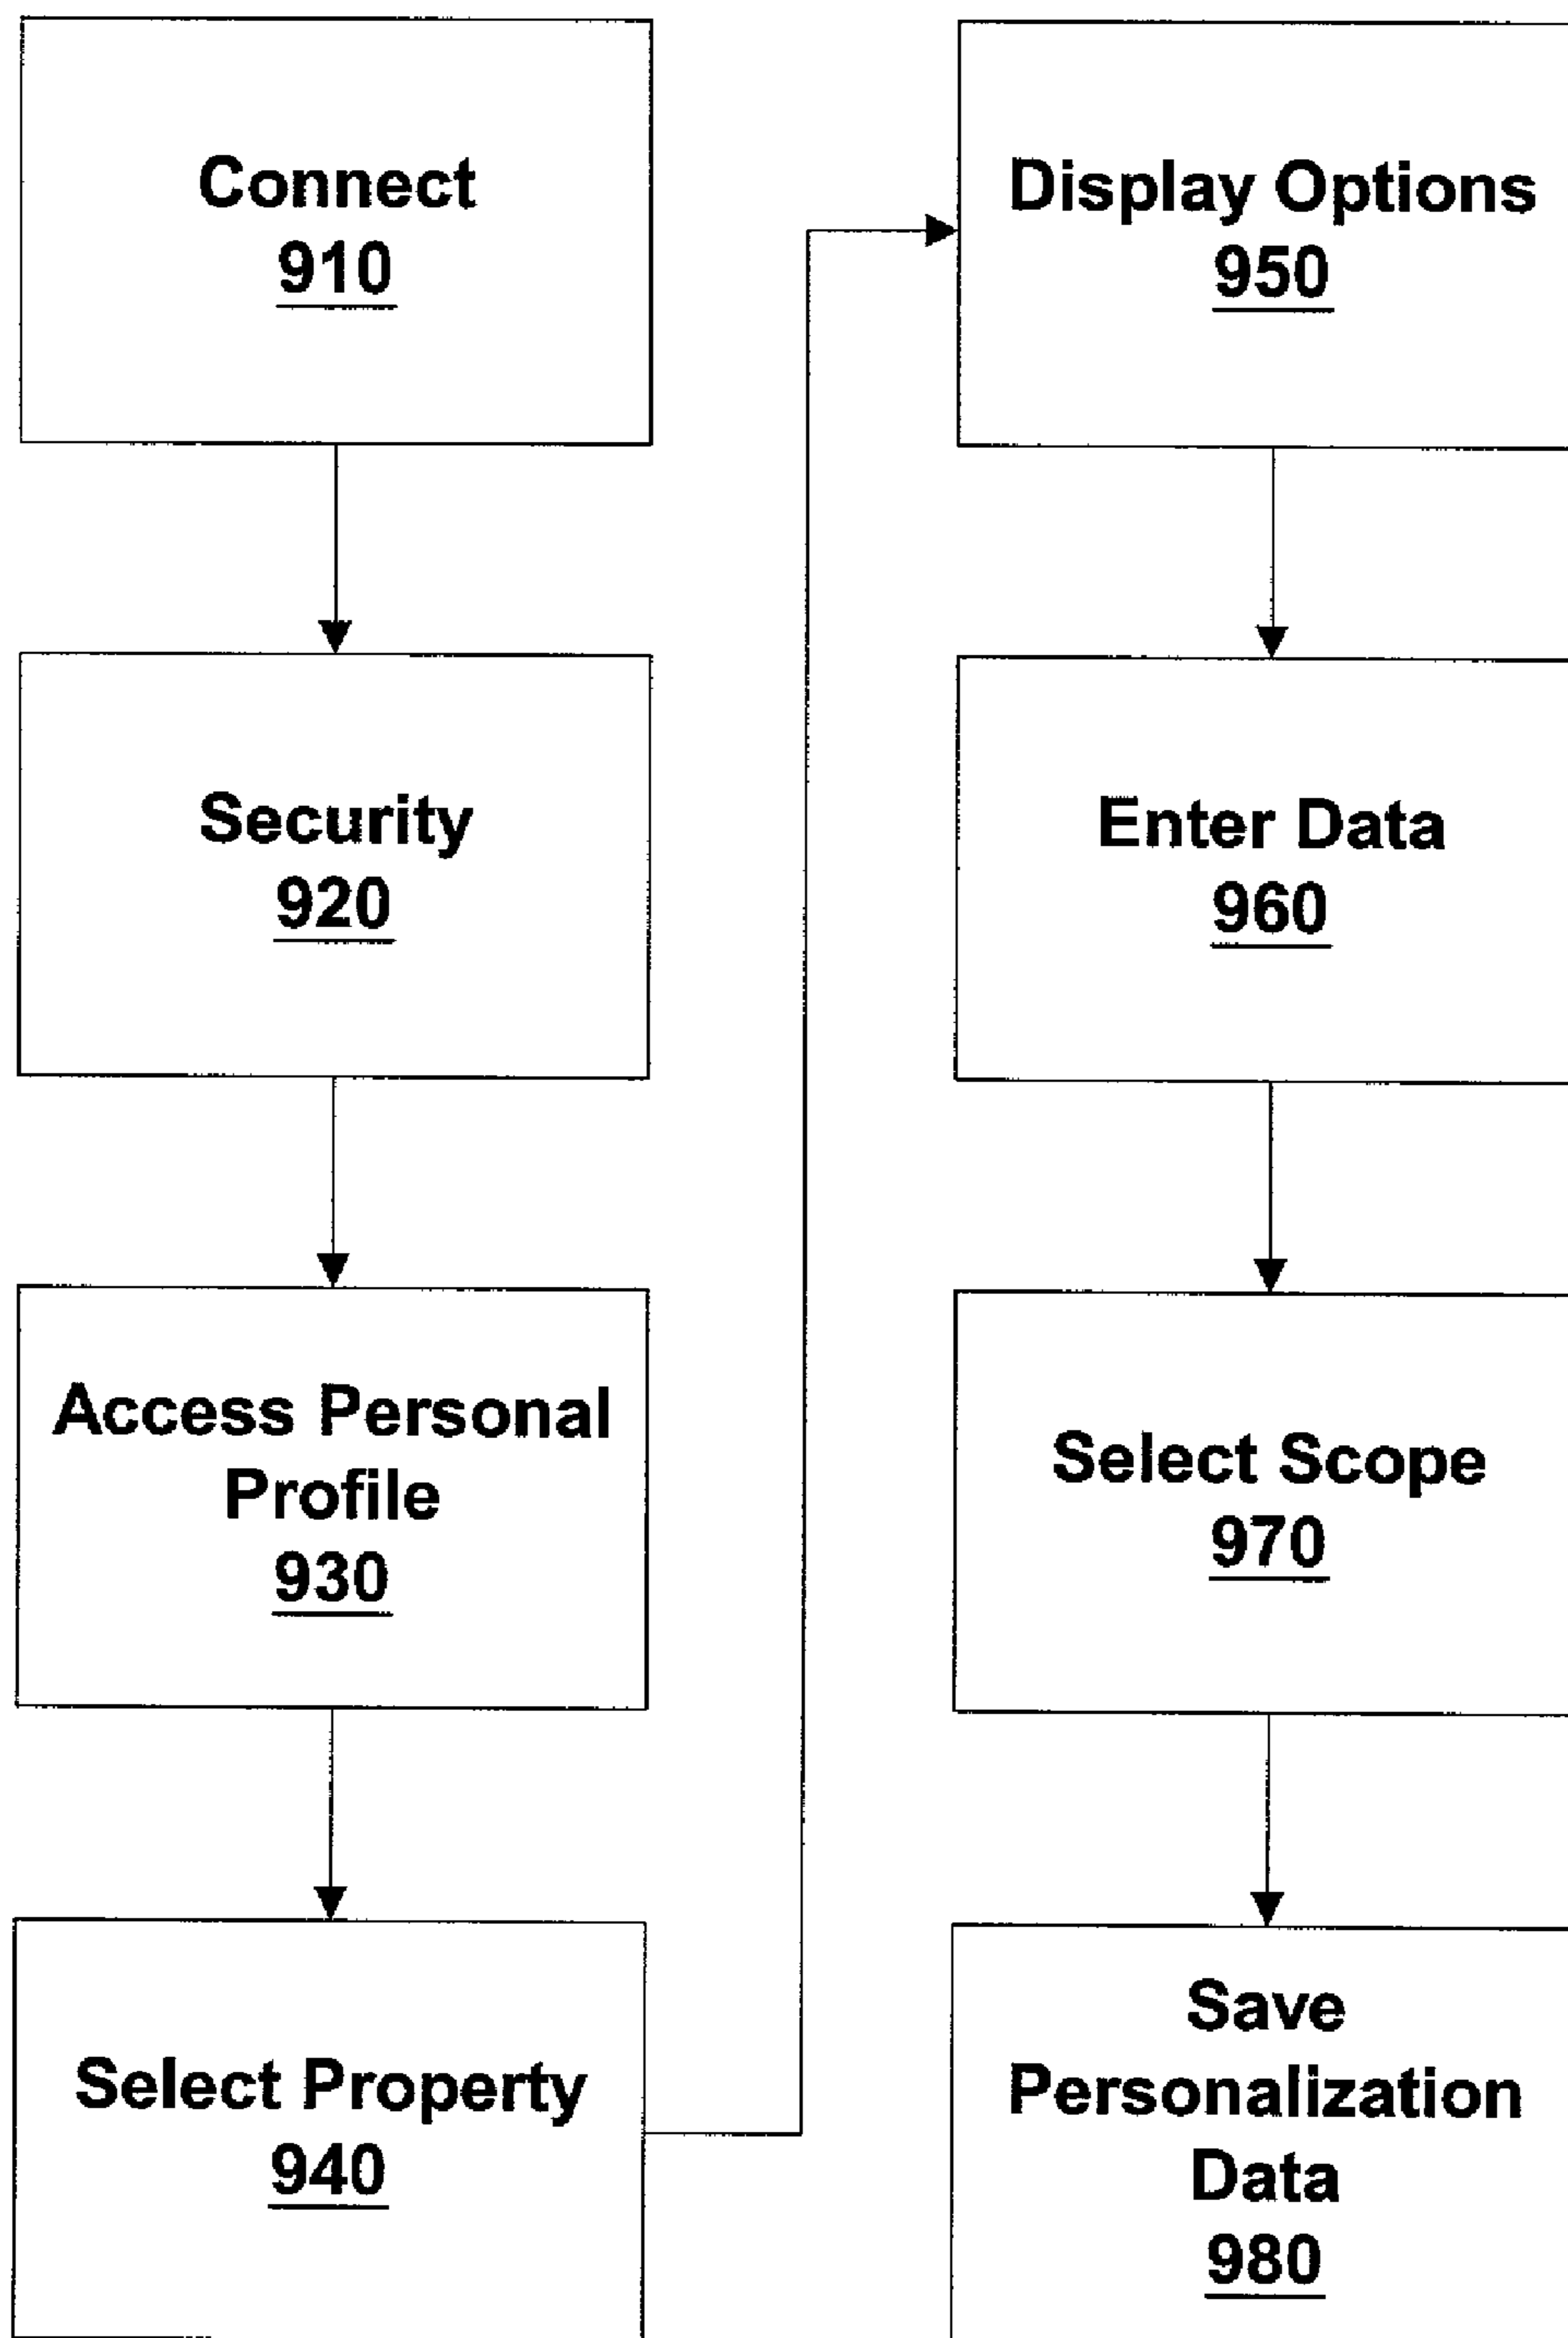 Connect
910
Security
920
Access Personal
Profile
930
Select Property
940
Display Options
950
Enter Data
960
Select Scope
970
Save
Personalization
Data
980